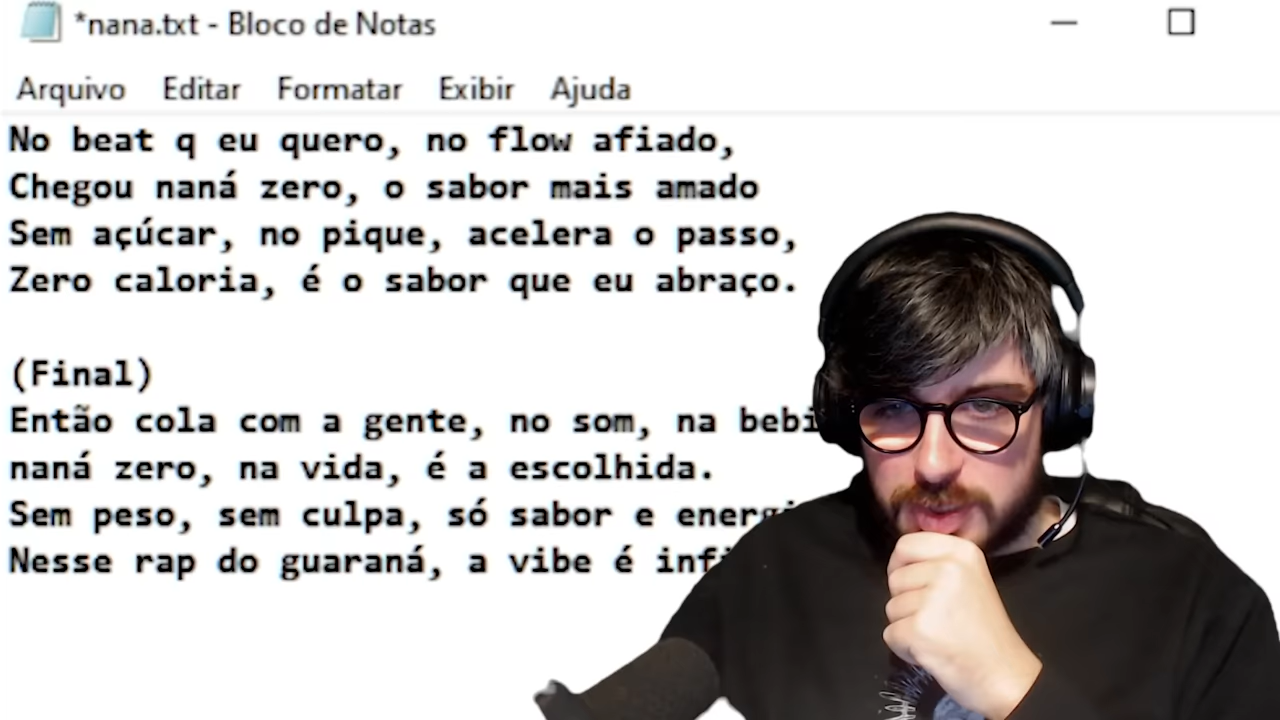 *nana.txt - Bloco de Notas
Arquivo Editar Formatar Exibir Ajuda
No beat q eu quero, no flow afiado,
Chegou naná zero, o sabor mais amado
Sem açúcar, no pique, acelera o passo,
Zero caloria, é o sabor que eu abraço.
(Final)
Então cola com a gente, no som, na
naná zero, na vida, é a escolhida.
Sem peso, sem culpa, só sabor e
Nesse rap do guaraná, a vibe é